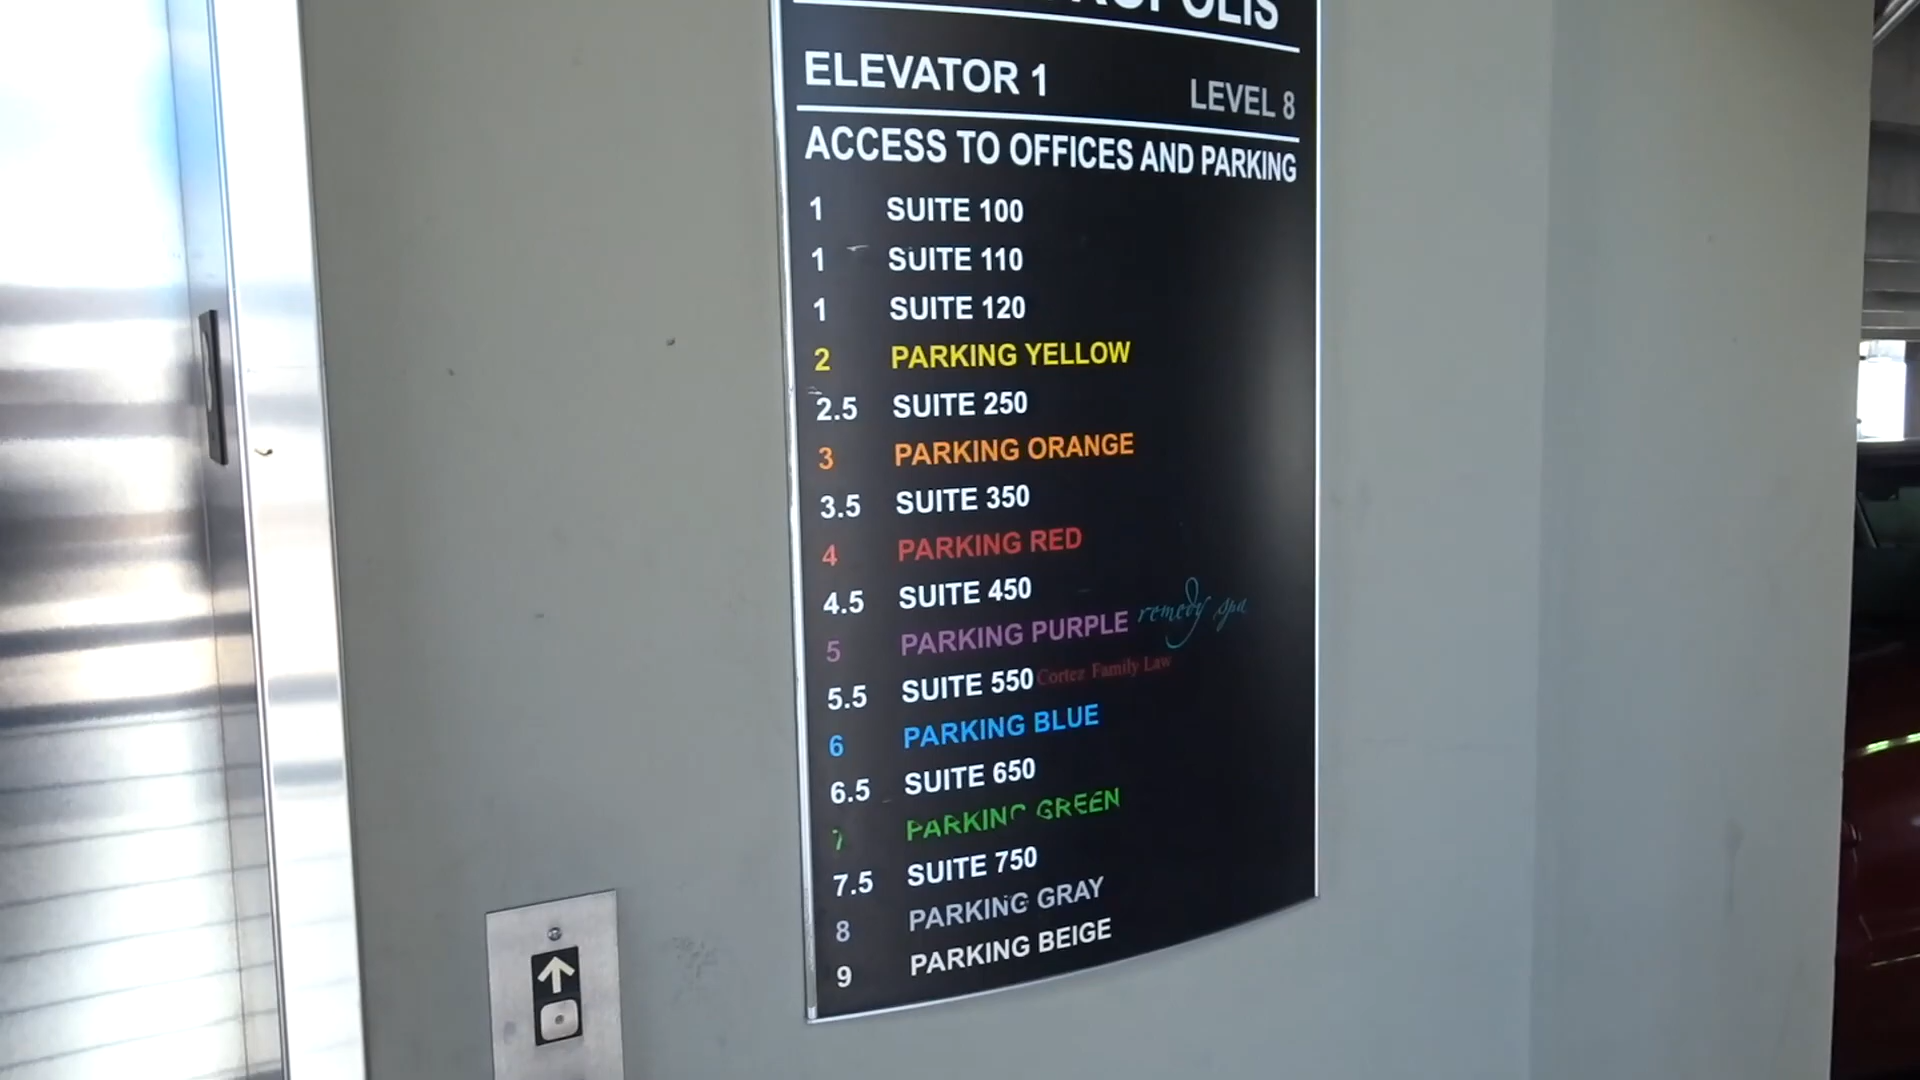 ELEVATOR 1 LEVEL 8
ACCESS TO OFFICES AND PARKING
1 SUITE 100
1 SUITE 110
1 SUITE 120
2 PARKING YELLOW
2.5 SUITE 250
3 PARKING ORANGE
3.5 SUITE 350
4 PARKING RED
4.5 SUITE 450
5 PARKING PURPLE remedy spa
5.5 SUITE 550 Cortez Family Law
6 PARKING BLUE
6.5 SUITE 650
7 PARKING GREEN
7.5 SUITE 750
8 PARKING GRAY
9 PARKING BEIGE